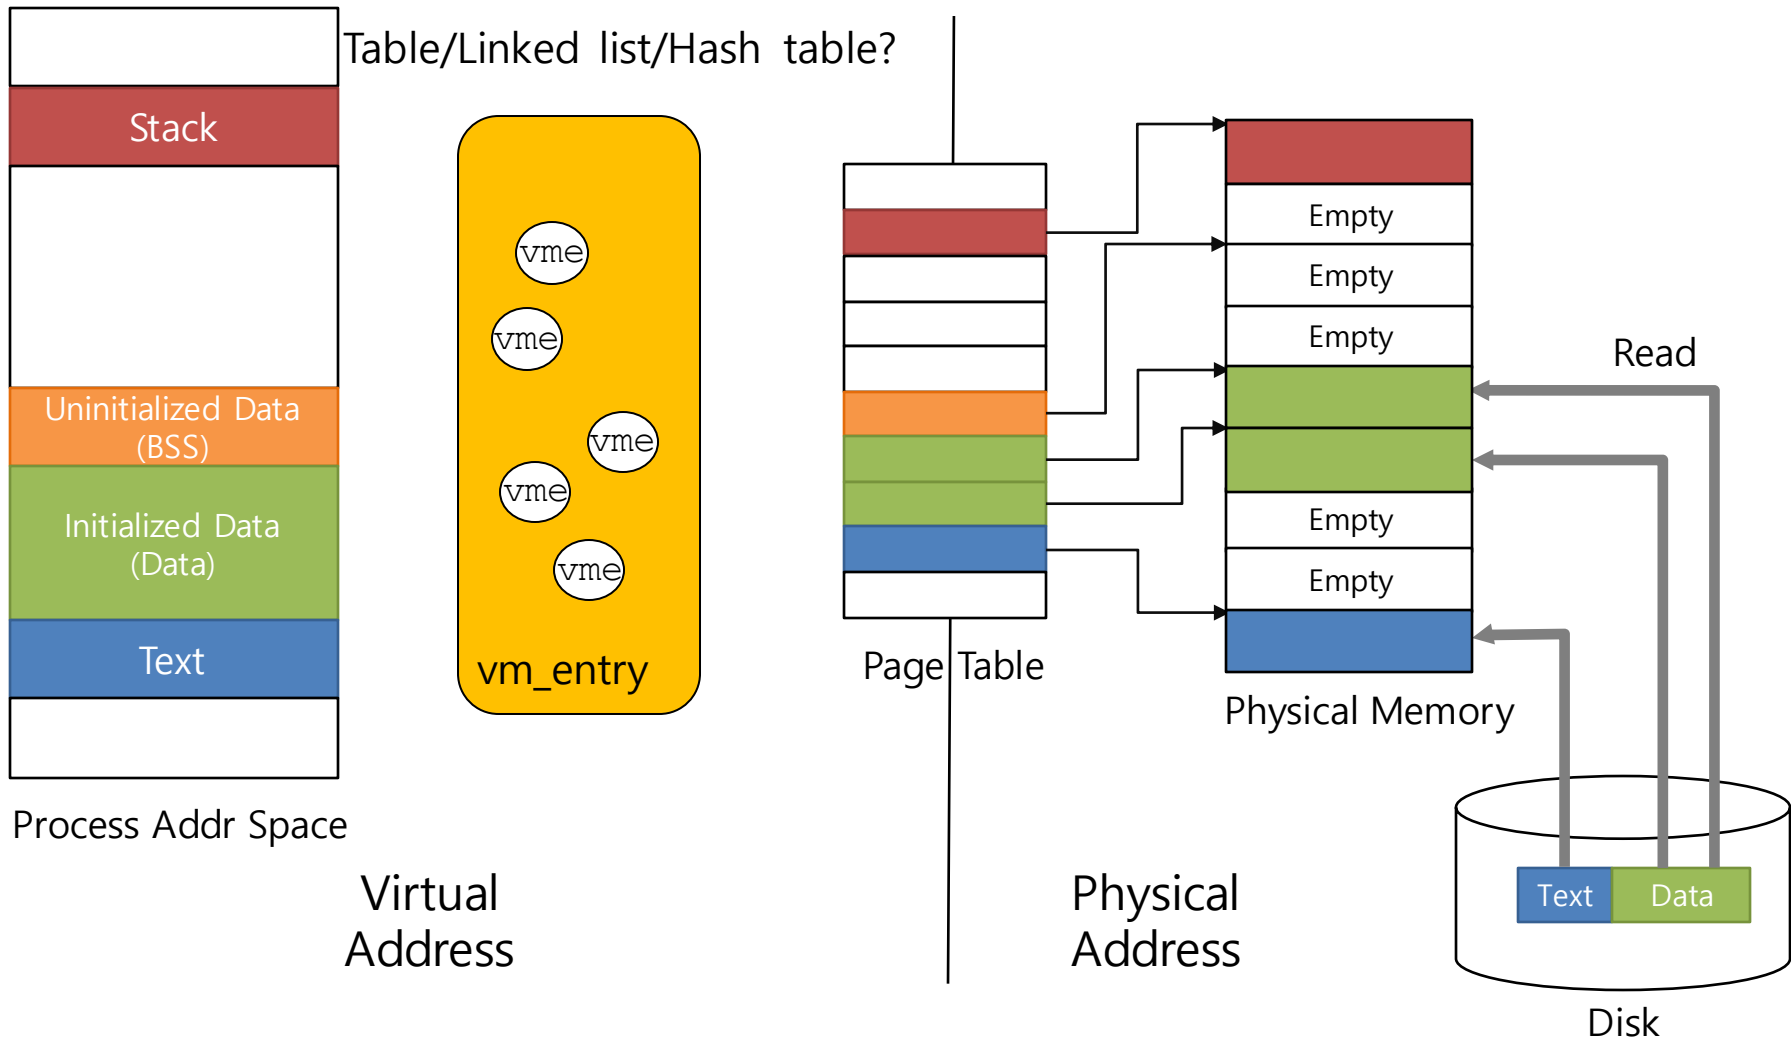 Table/Linked list/Hash table?
Stack
Uninitialized Data
(BSS)
Initialized Data
(Data)
Text
Process Addr Space
vme
vme
vme
vme
vme
vm_entry
Page Table
Empty
Empty
Empty
Empty
Empty
Physical Memory
Read
Text
Data
Disk
Virtual
Address
Physical
Address